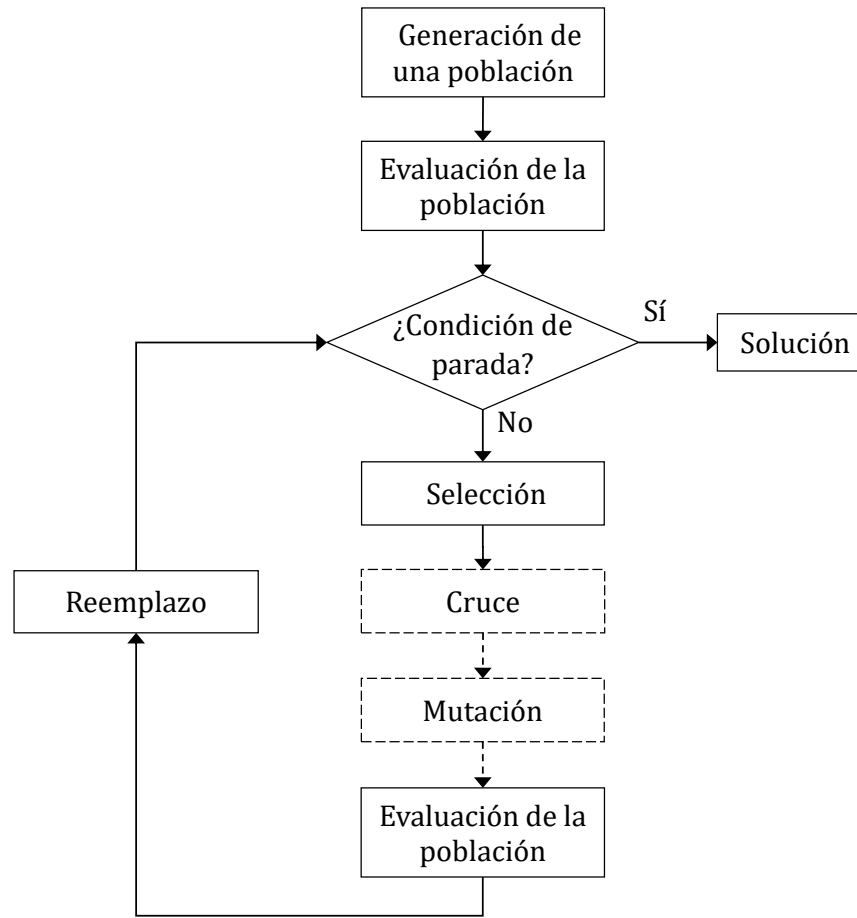 Generación de
una población
Evaluación de la
población
¿Condición de
parada?
Sí
Solución
No
Selección
Cruce
Reemplazo
Mutación
Evaluación de la
población